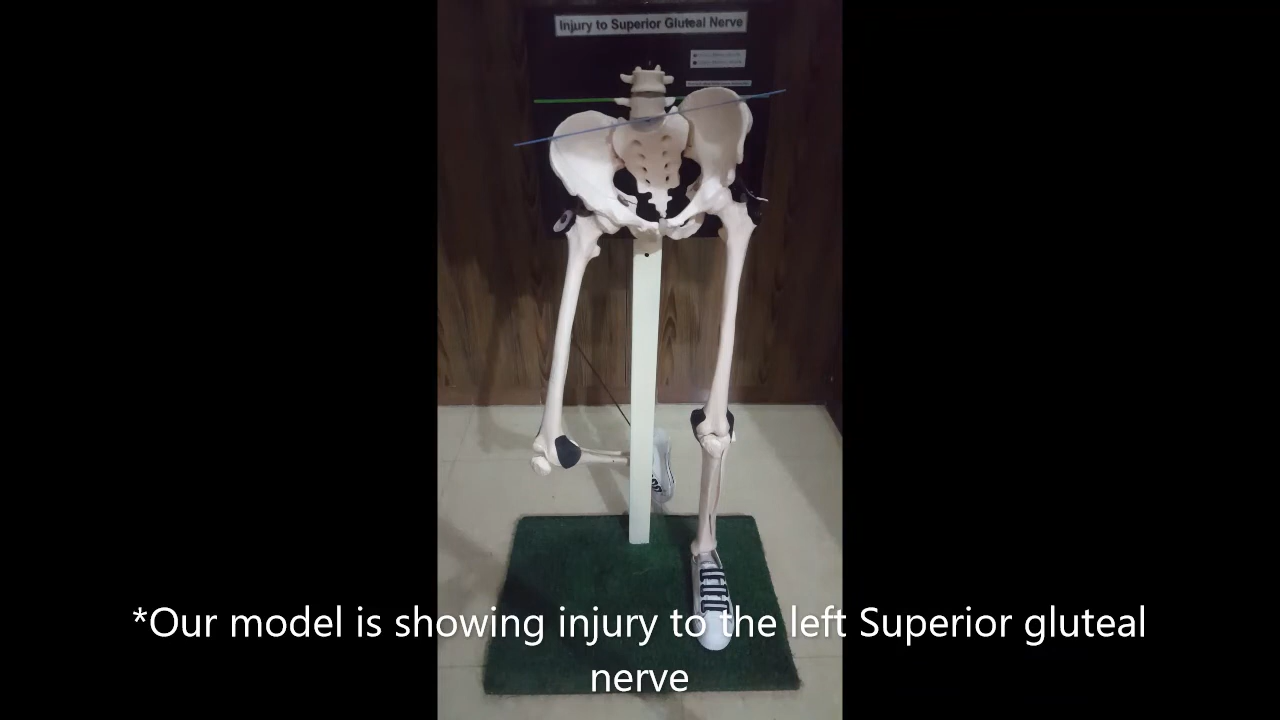 Injury to Superior Gluteal Nerve
*Our model is showing injury to the left Superior gluteal
nerve